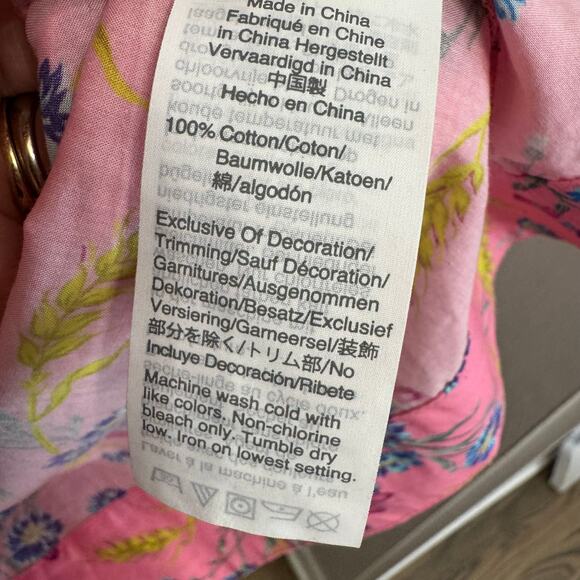 Made in China
Fabriqué en Chine
in China Hergestellt
Vervaardigd in China
中国製
Hecho en China
100% Cotton/Coton/
Baumwolle/Katoen/
綿/algodón
Exclusive Of Decoration/
Trimming/Sauf Décoration/
Garnitures/Ausgenommen
Dekoration/Besatz/Exclusief
Versiering/Garneersel/装飾
部分を除く/トリム部/No
Incluye Decoración/Ribete
Machine wash cold with
like colors. Non-chlorine
bleach only. Tumble dry
low. Iron on lowest setting.